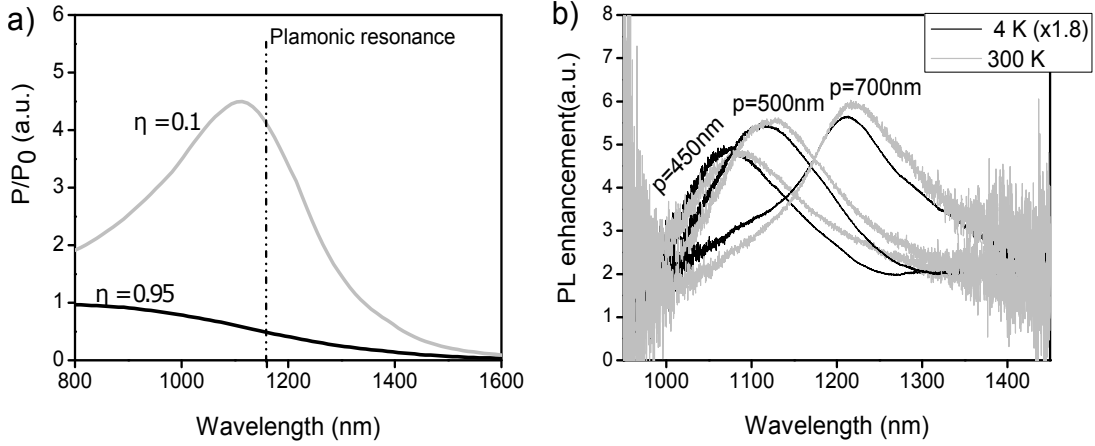 a)
P/P0 (a.u.)
6
5
4
3
2
1
0
800
1000
1200
1400
1600
Wavelength (nm)
Plamonic resonance
η = 0.1
η = 0.95
b)
PL enhancement(a.u.)
8
7
6
5
4
3
2
1
0
1000
1100
1200
1300
1400
Wavelength (nm)
4 K (x1.8)
300 K
p=450nm
p=500nm
p=700nm